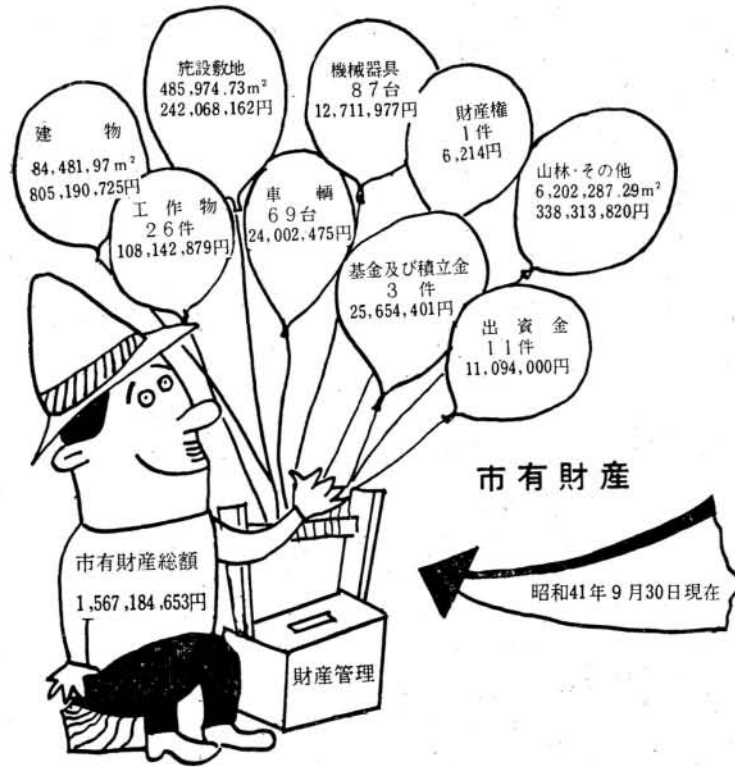 施設敷地
485,974.73m²
242,068,162円
機械器具
87台
12,711,977円
財産権
1件
6,214円
建物
84,481.97m²
805,190,725円
山林・その他
6,202,287.29m²
338,313,820円
工作物
26件
108,142,879円
車輌
69台
24,002,475円
基金及び積立金
3件
25,654,401円
出資金
11件
11,094,000円
市有財産
昭和41年9月30日現在
市有財産総額
1,567,184,653円
財産管理